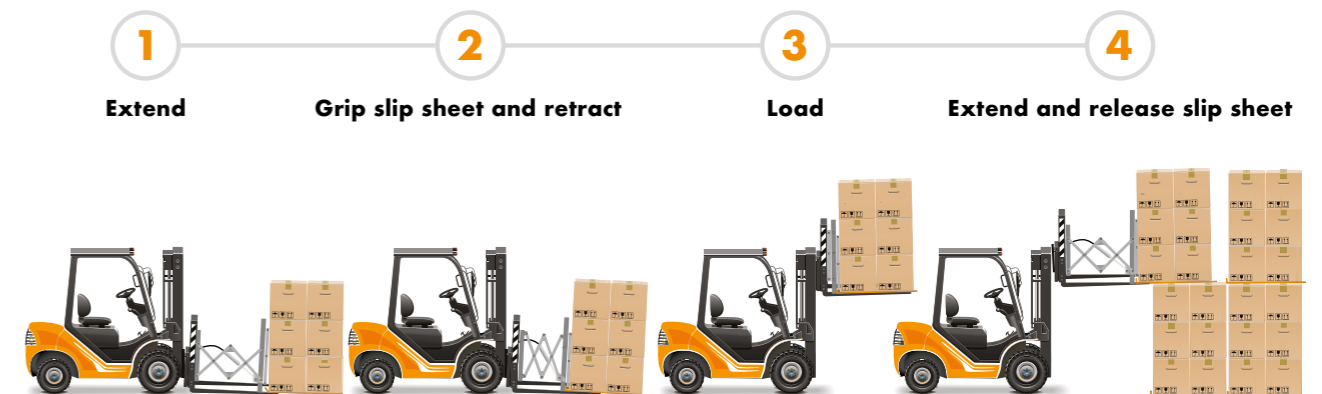 1
2
3
4
Extend
Grip slip sheet and retract
Load
Extend and release slip sheet